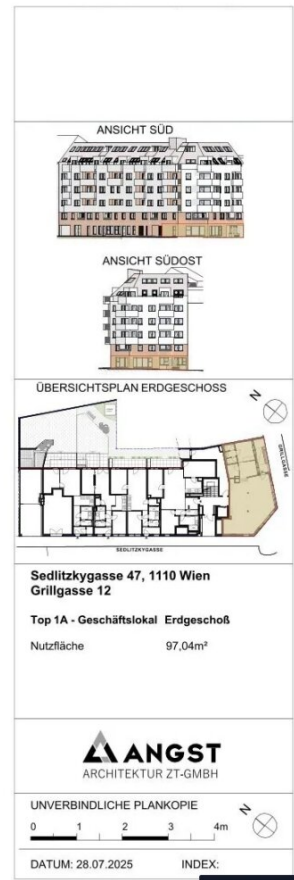 ANSICHT SÜD
ANSICHT SÜDOST
ÜBERSICHTSPLAN ERDGESCHOSS
N
GRILLGASSE
SEDLITZKYGASSE
Sedlitzkygasse 47, 1110 Wien
Grillgasse 12
Top 1A - Geschäftslokal Erdgeschoß
Nutzfläche 97,04m²
ANGST
ARCHITEKTUR ZT-GMBH
UNVERBINDLICHE PLANKOPIE
N
0 1 2 3 4m
DATUM: 28.07.2025 INDEX: